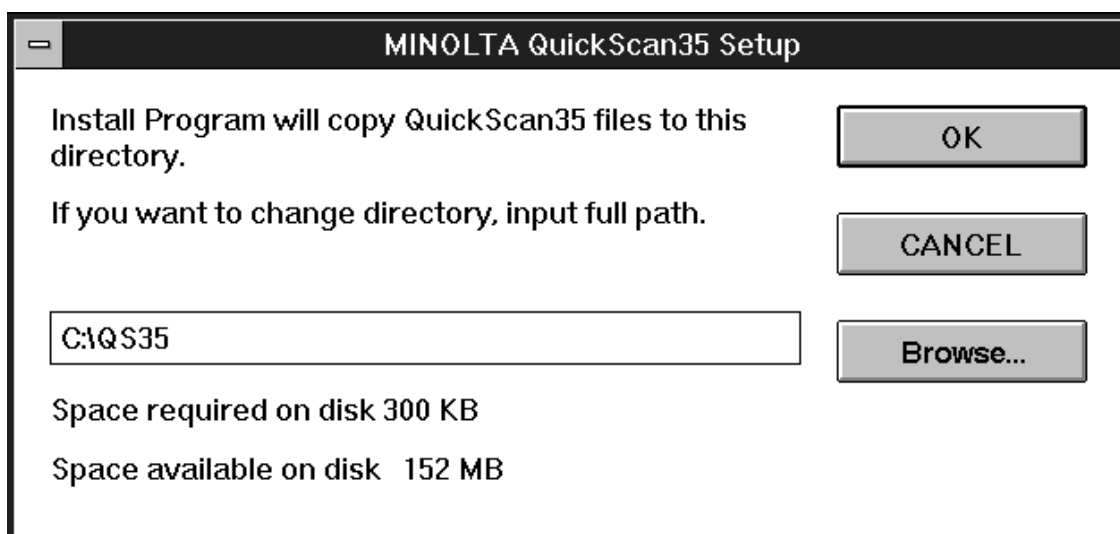 MINOLTA QuickScan35 Setup
Install Program will copy QuickScan35 files to this
directory.
If you want to change directory, input full path.
C:\QS35
Space required on disk 300 KB
Space available on disk 152 MB
OK
CANCEL
Browse...